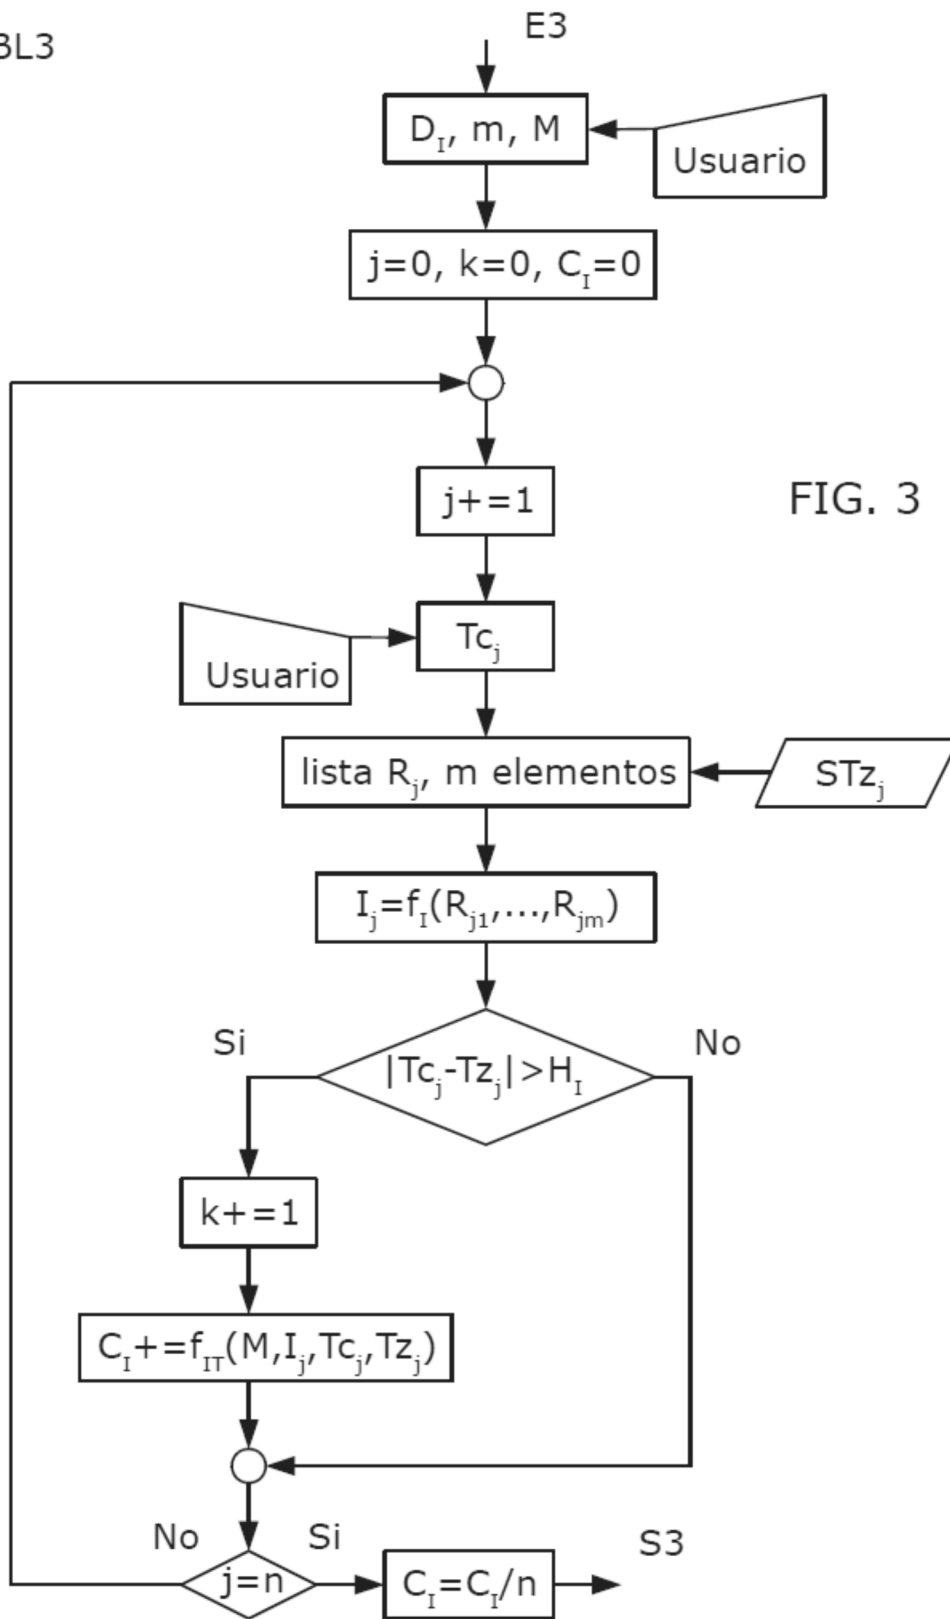 BL3
E3
D_I, m, M
Usuario
j=0, k=0, C_I=0
j+=1
FIG. 3
Tc_j
Usuario
lista R_j, m elementos
STz_j
I_j=f_I(R_j1,...,R_jm)
Si
No
|Tc_j-Tz_j|>H_I
k+=1
C_I+=f_IT(M,I_j,Tc_j,Tz_j)
No
Si
S3
j=n
C_I=C_I/n